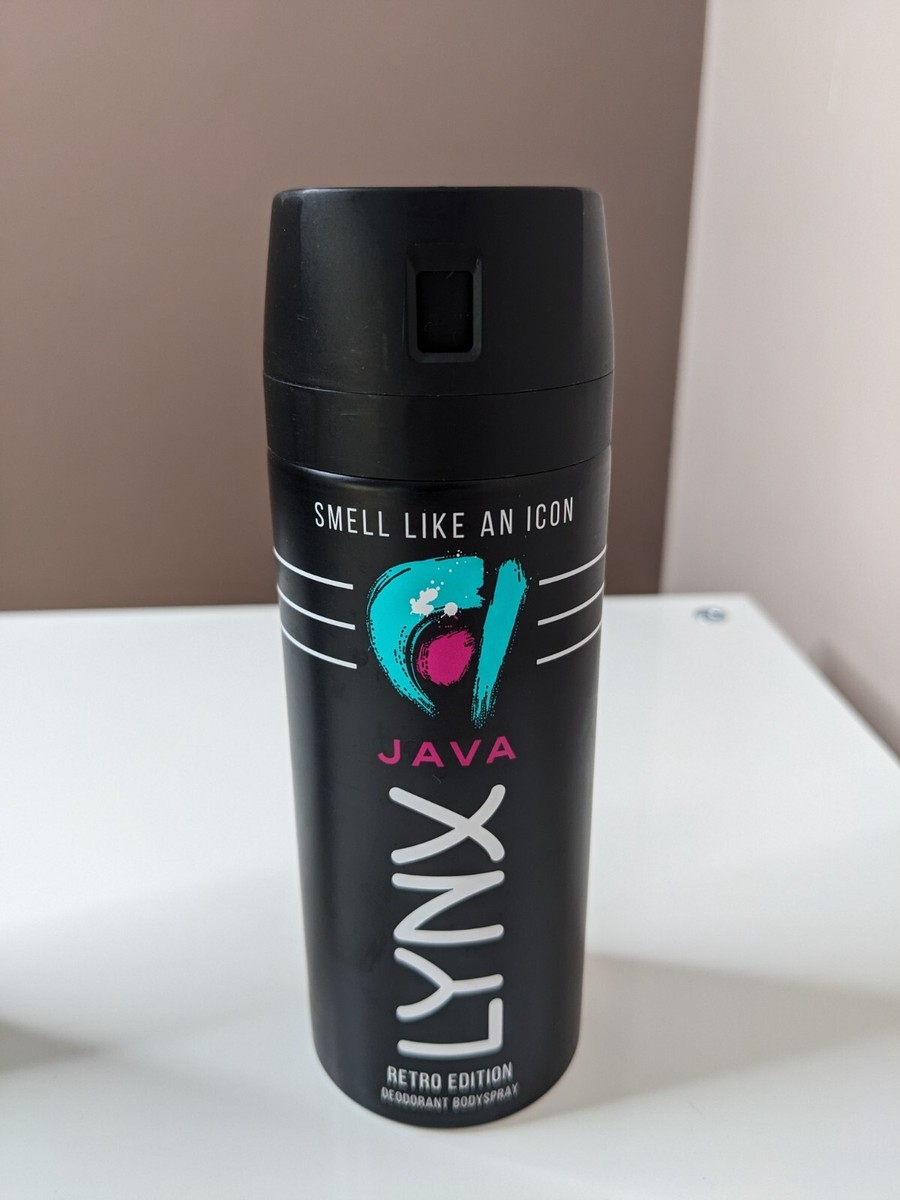 SMELL LIKE AN ICON
JAVA
LYNX
RETRO EDITION
DEODORANT BODYSPRAY